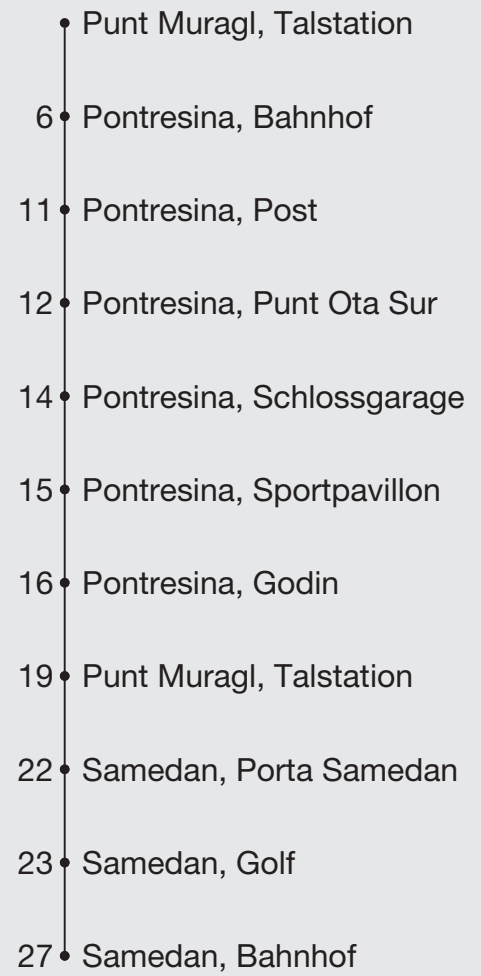 Punt Muragl, Talstation
6 Pontresina, Bahnhof
11 Pontresina, Post
12 Pontresina, Punt Ota Sur
14 Pontresina, Schlossgarage
15 Pontresina, Sportpavillon
16 Pontresina, Godin
19 Punt Muragl, Talstation
22 Samedan, Porta Samedan
23 Samedan, Golf
27 Samedan, Bahnhof